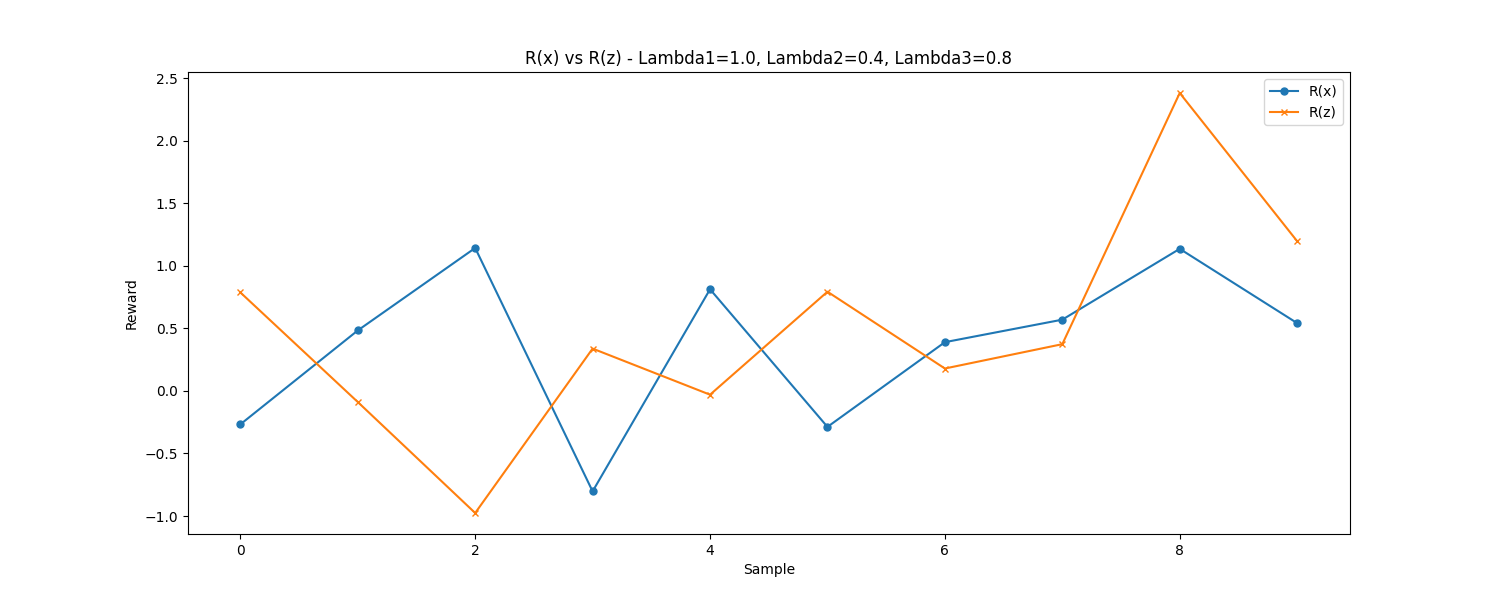 R(x) vs R(z) - Lambda1=1.0, Lambda2=0.4, Lambda3=0.8
R(x)
R(z)
Reward
2.5
2.0
1.5
1.0
0.5
0.0
−0.5
−1.0
0 2 4 6 8
Sample